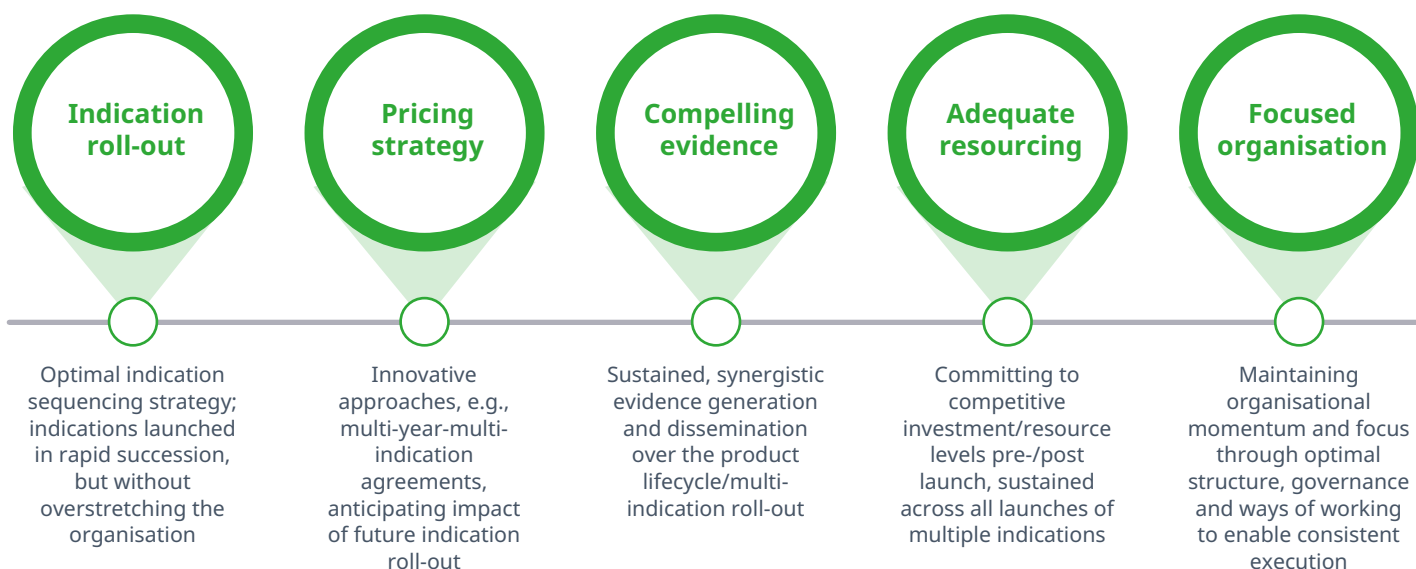 Indication
roll-out
Pricing
strategy
Compelling
evidence
Adequate
resourcing
Focused
organisation
Optimal indication
sequencing strategy;
indications launched
in rapid succession,
but without
overstretching the
organisation
Innovative
approaches, e.g.,
multi-year-multi-
indication
agreements,
anticipating impact
of future indication
roll-out
Sustained, synergistic
evidence generation
and dissemination
over the product
lifecycle/multi-
indication roll-out
Committing to
competitive
investment/resource
levels pre-/post
launch, sustained
across all launches of
multiple indications
Maintaining
organisational
momentum and focus
through optimal
structure, governance
and ways of working
to enable consistent
execution